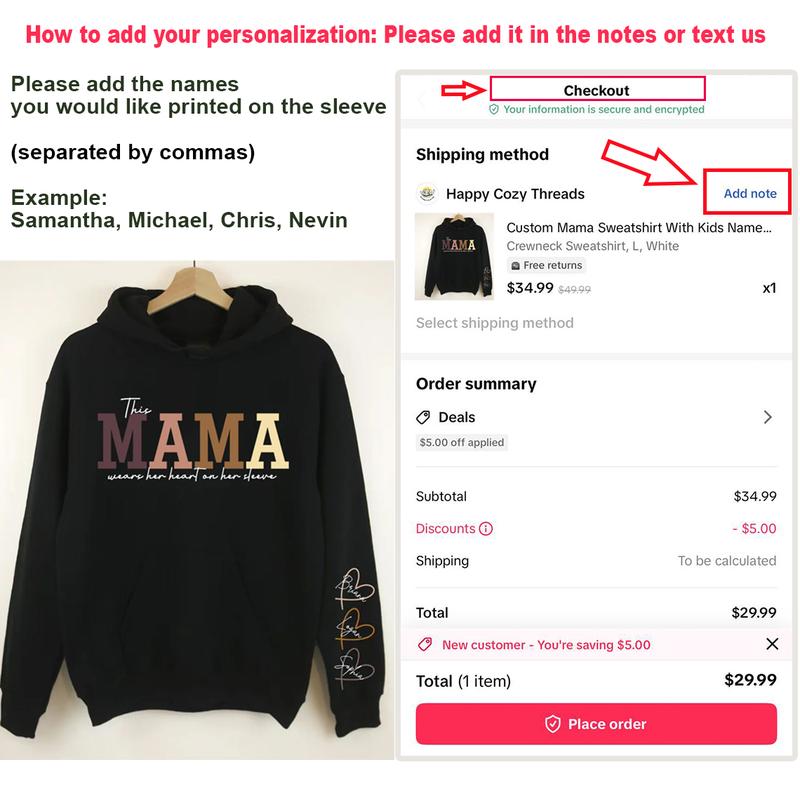 How to add your personalization: Please add it in the notes or text us
Please add the names
you would like printed on the sleeve
(separated by commas)
Example:
Samantha, Michael, Chris, Nevin
This
MAMA
wears her heart on her sleeve
Briana
Logan
Sophia
Checkout
Your information is secure and encrypted
Shipping method
Happy Cozy Threads
Add note
MAMA
Custom Mama Sweatshirt With Kids Name...
Crewneck Sweatshirt, L, White
Free returns
$34.99 $49.99
x1
Select shipping method
Order summary
Deals
$5.00 off applied
Subtotal
$34.99
Discounts
- $5.00
Shipping
To be calculated
Total
$29.99
New customer - You're saving $5.00
Total (1 item)
$29.99
Place order